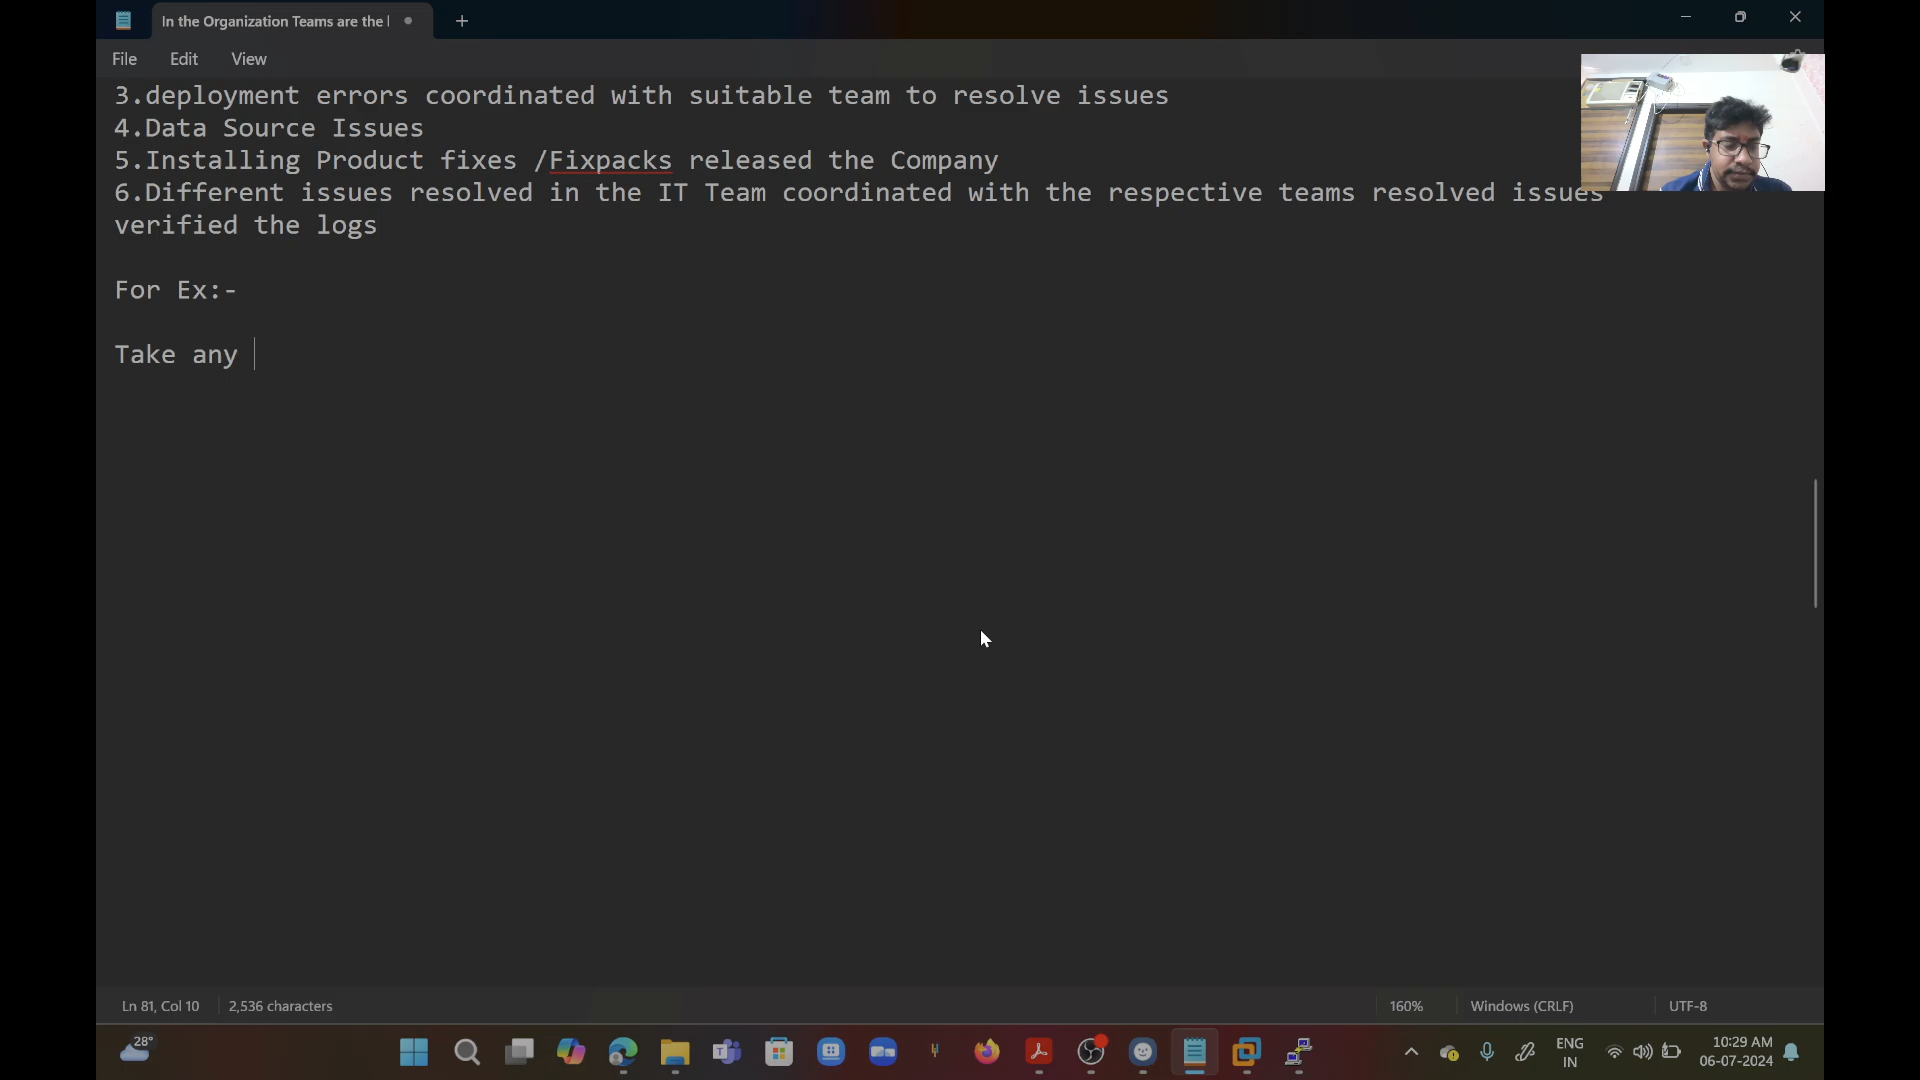 In the Organization Teams are the
File Edit View
3.deployment errors coordinated with suitable team to resolve issues
4.Data Source Issues
5.Installing Product fixes /Fixpacks released the Company
6.Different issues resolved in the IT Team coordinated with the respective teams resolved issues
verified the logs
For Ex:-
Take any
Ln 81, Col 10 2,536 characters 160% Windows (CRLF) UTF-8
28°
ENG
IN
10:29 AM
06-07-2024